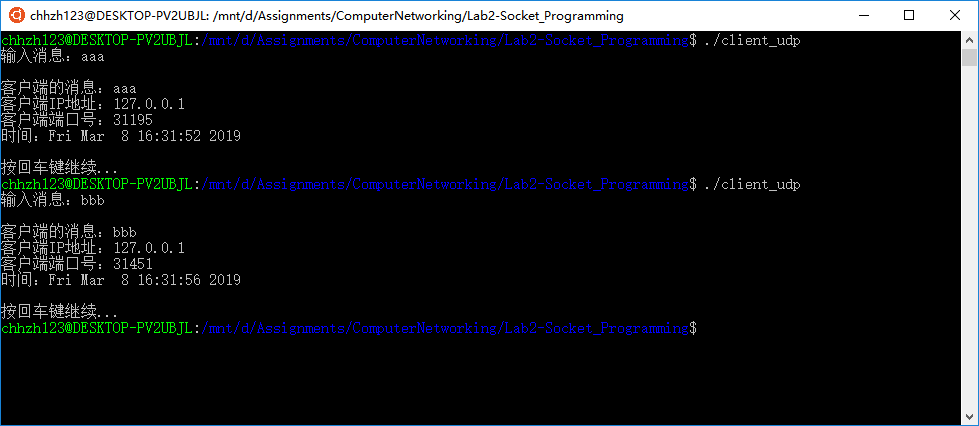 chhzh123@DESKTOP-PV2UBJL: /mnt/d/Assignments/ComputerNetworking/Lab2-Socket_Programming
chhzh123@DESKTOP-PV2UBJL:/mnt/d/Assignments/ComputerNetworking/Lab2-Socket_Programming$ ./client_udp
输入消息：aaa
客户端的消息：aaa
客户端IP地址：127.0.0.1
客户端端口号：31195
时间：Fri Mar  8 16:31:52 2019
按回车键继续...
chhzh123@DESKTOP-PV2UBJL:/mnt/d/Assignments/ComputerNetworking/Lab2-Socket_Programming$ ./client_udp
输入消息：bbb
客户端的消息：bbb
客户端IP地址：127.0.0.1
客户端端口号：31451
时间：Fri Mar  8 16:31:56 2019
按回车键继续...
chhzh123@DESKTOP-PV2UBJL:/mnt/d/Assignments/ComputerNetworking/Lab2-Socket_Programming$